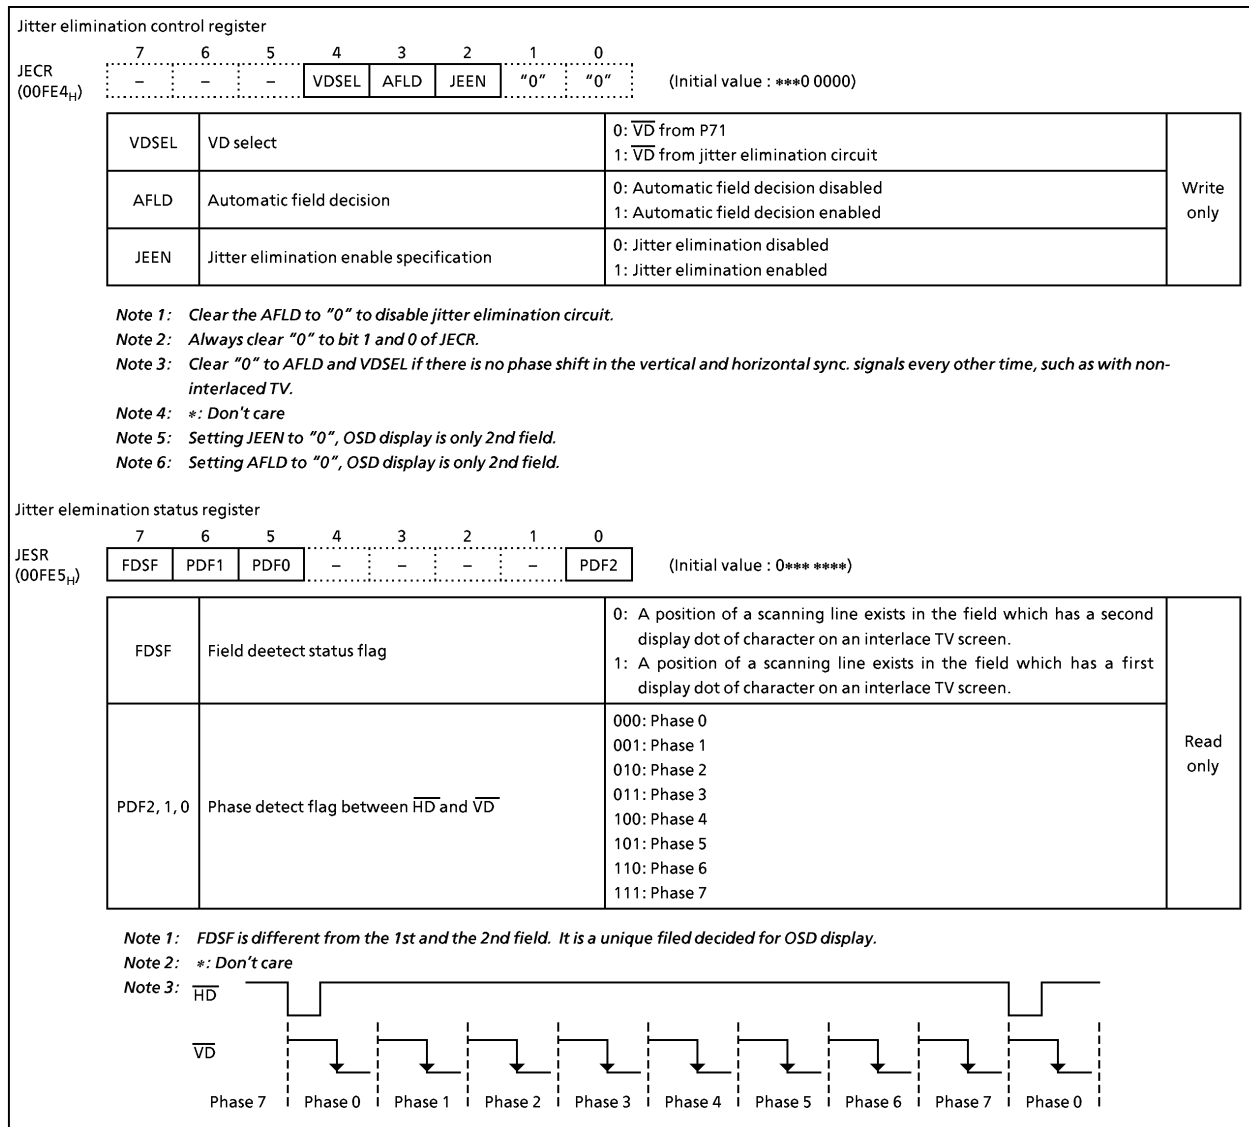 Jitter elimination control register
7 6 5 4 3 2 1 0
JECR
(00FE4H)
– – – VDSEL AFLD JEEN "0" "0" (Initial value : ***0 0000)
VDSEL VD select
0: VD from P71
1: VD from jitter elimination circuit
AFLD Automatic field decision
0: Automatic field decision disabled
1: Automatic field decision enabled
JEEN Jitter elimination enable specification
0: Jitter elimination disabled
1: Jitter elimination enabled
Write
only
Note 1: Clear the AFLD to "0" to disable jitter elimination circuit.
Note 2: Always clear "0" to bit 1 and 0 of JECR.
Note 3: Clear "0" to AFLD and VDSEL if there is no phase shift in the vertical and horizontal sync. signals every other time, such as with non-
interlaced TV.
Note 4: *: Don't care
Note 5: Setting JEEN to "0", OSD display is only 2nd field.
Note 6: Setting AFLD to "0", OSD display is only 2nd field.
Jitter elemination status register
7 6 5 4 3 2 1 0
JESR
(00FE5H)
FDSF PDF1 PDF0 – – – – PDF2 (Initial value : 0*** ****)
FDSF Field deetect status flag
0: A position of a scanning line exists in the field which has a second
display dot of character on an interlace TV screen.
1: A position of a scanning line exists in the field which has a first
display dot of character on an interlace TV screen.
PDF2, 1, 0 Phase detect flag between HD and VD
000: Phase 0
001: Phase 1
010: Phase 2
011: Phase 3
100: Phase 4
101: Phase 5
110: Phase 6
111: Phase 7
Read
only
Note 1: FDSF is different from the 1st and the 2nd field. It is a unique filed decided for OSD display.
Note 2: *: Don't care
Note 3: HD
VD
Phase 7 Phase 0 Phase 1 Phase 2 Phase 3 Phase 4 Phase 5 Phase 6 Phase 7 Phase 0